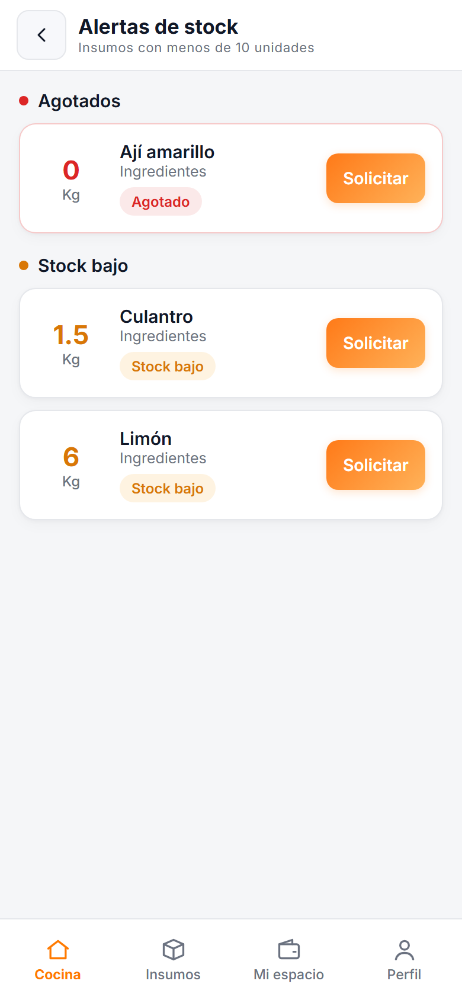 Alertas de stock
Insumos con menos de 10 unidades
Agotados
0
Kg
Ají amarillo
Ingredientes
Agotado
Solicitar
Stock bajo
1.5
Kg
Culantro
Ingredientes
Stock bajo
Solicitar
6
Kg
Limón
Ingredientes
Stock bajo
Solicitar
Cocina
Insumos
Mi espacio
Perfil